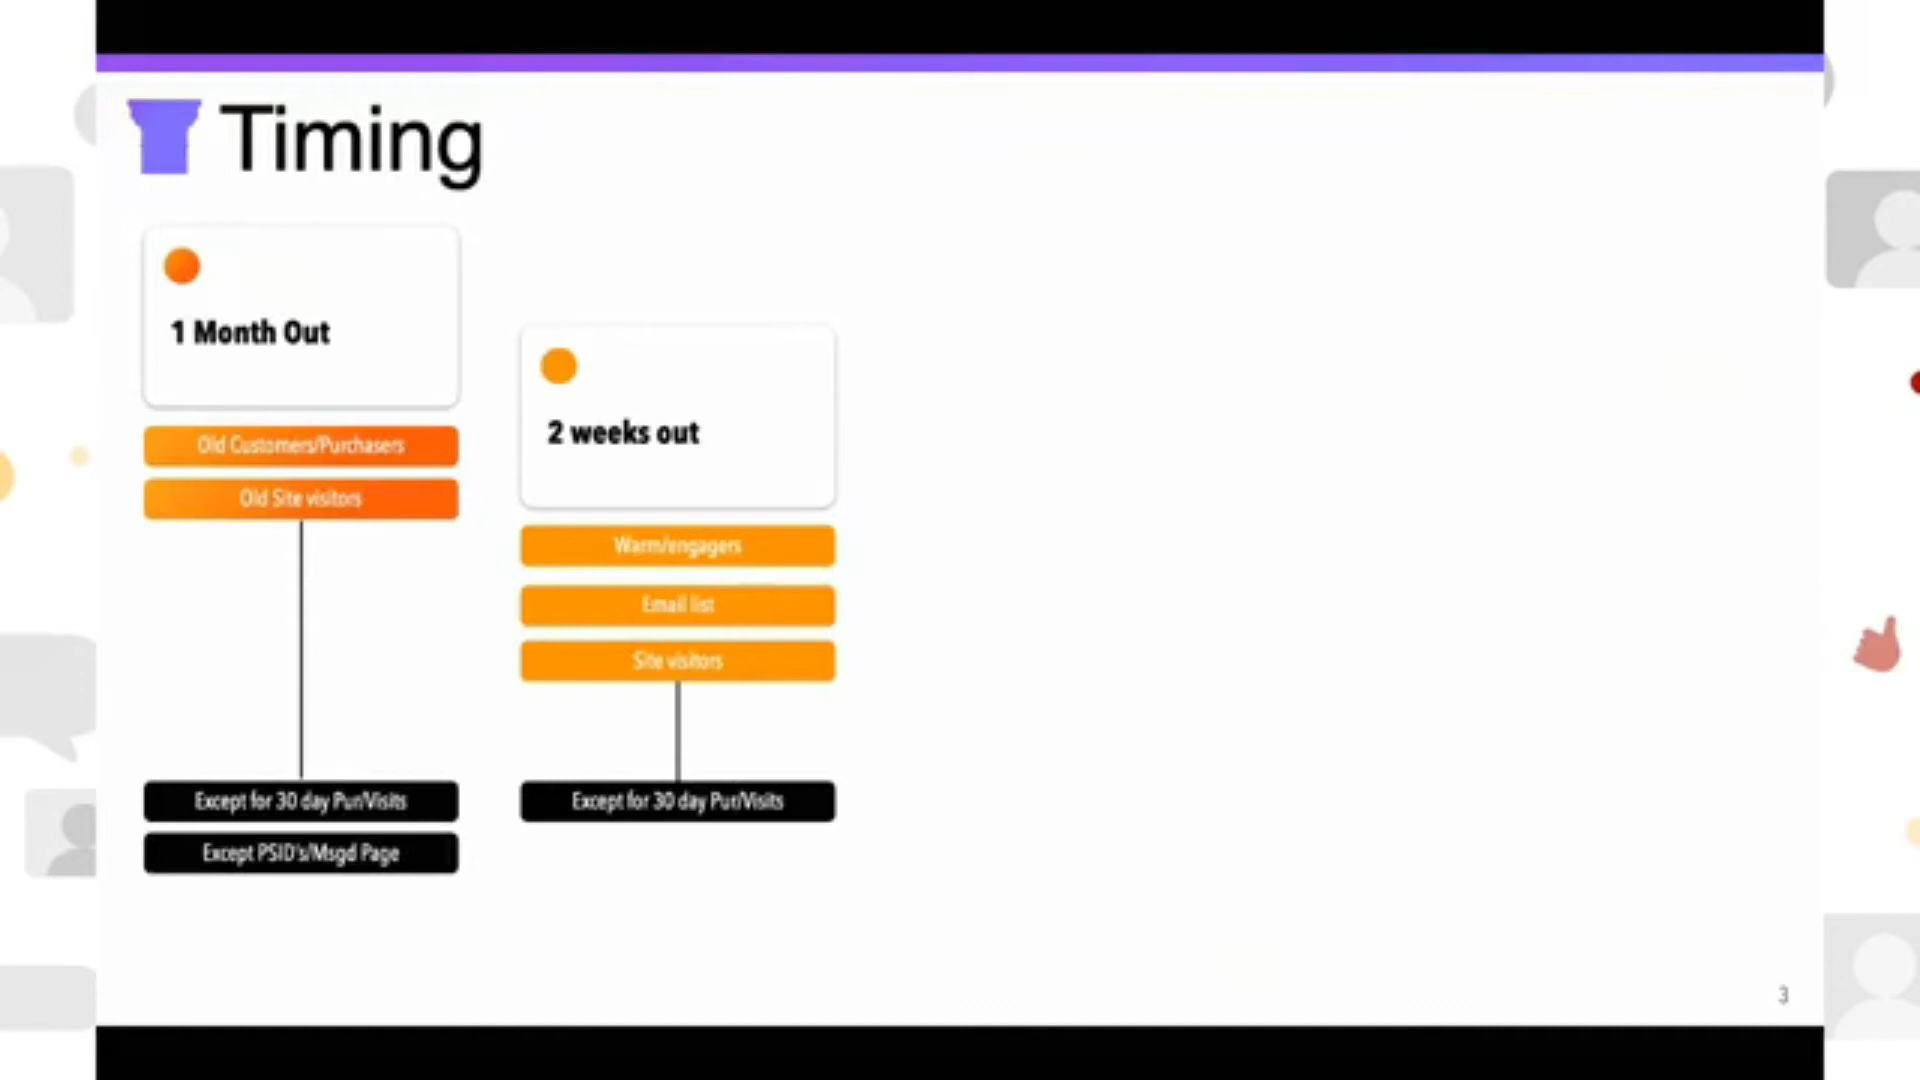 Timing
1 Month Out
Old Customers/Purchasers
Old Site visitors
Except for 30 day Pur/Visits
Except PSID's/Msgd Page
2 weeks out
Warm/engagers
Email list
Site visitors
Except for 30 day Pur/Visits
3